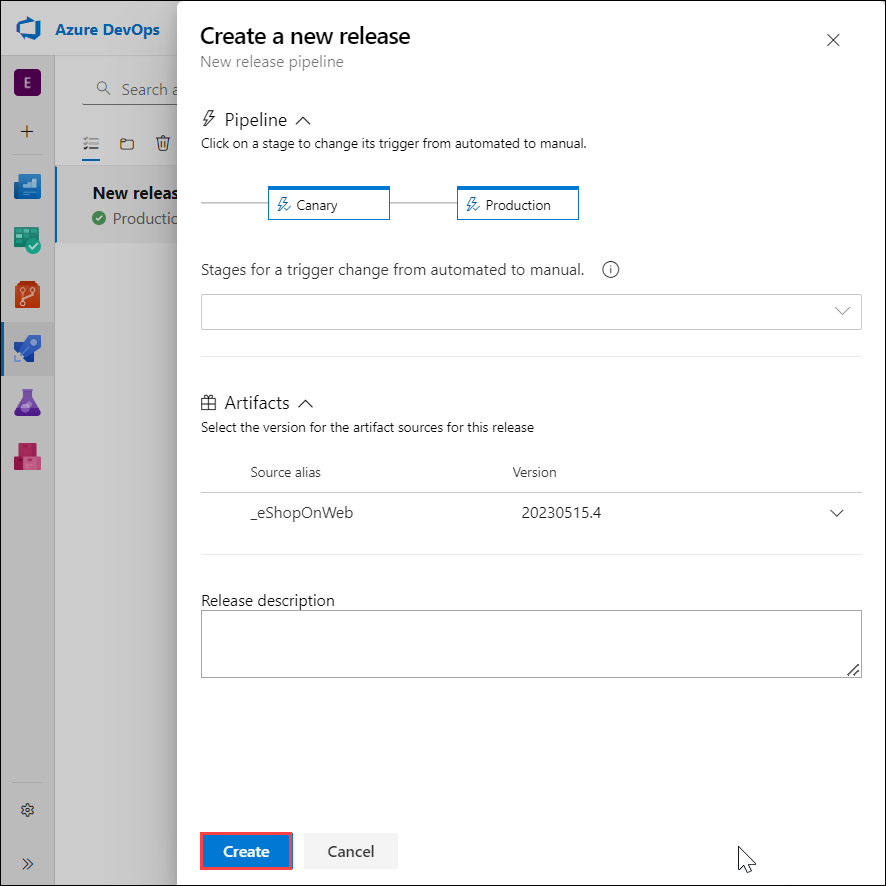 Azure DevOps
E
Search a
New releas
Productio
Create a new release
New release pipeline
Pipeline
Click on a stage to change its trigger from automated to manual.
Canary
Production
Stages for a trigger change from automated to manual.
Artifacts
Select the version for the artifact sources for this release
Source alias Version
_eShopOnWeb 20230515.4
Release description
Create Cancel